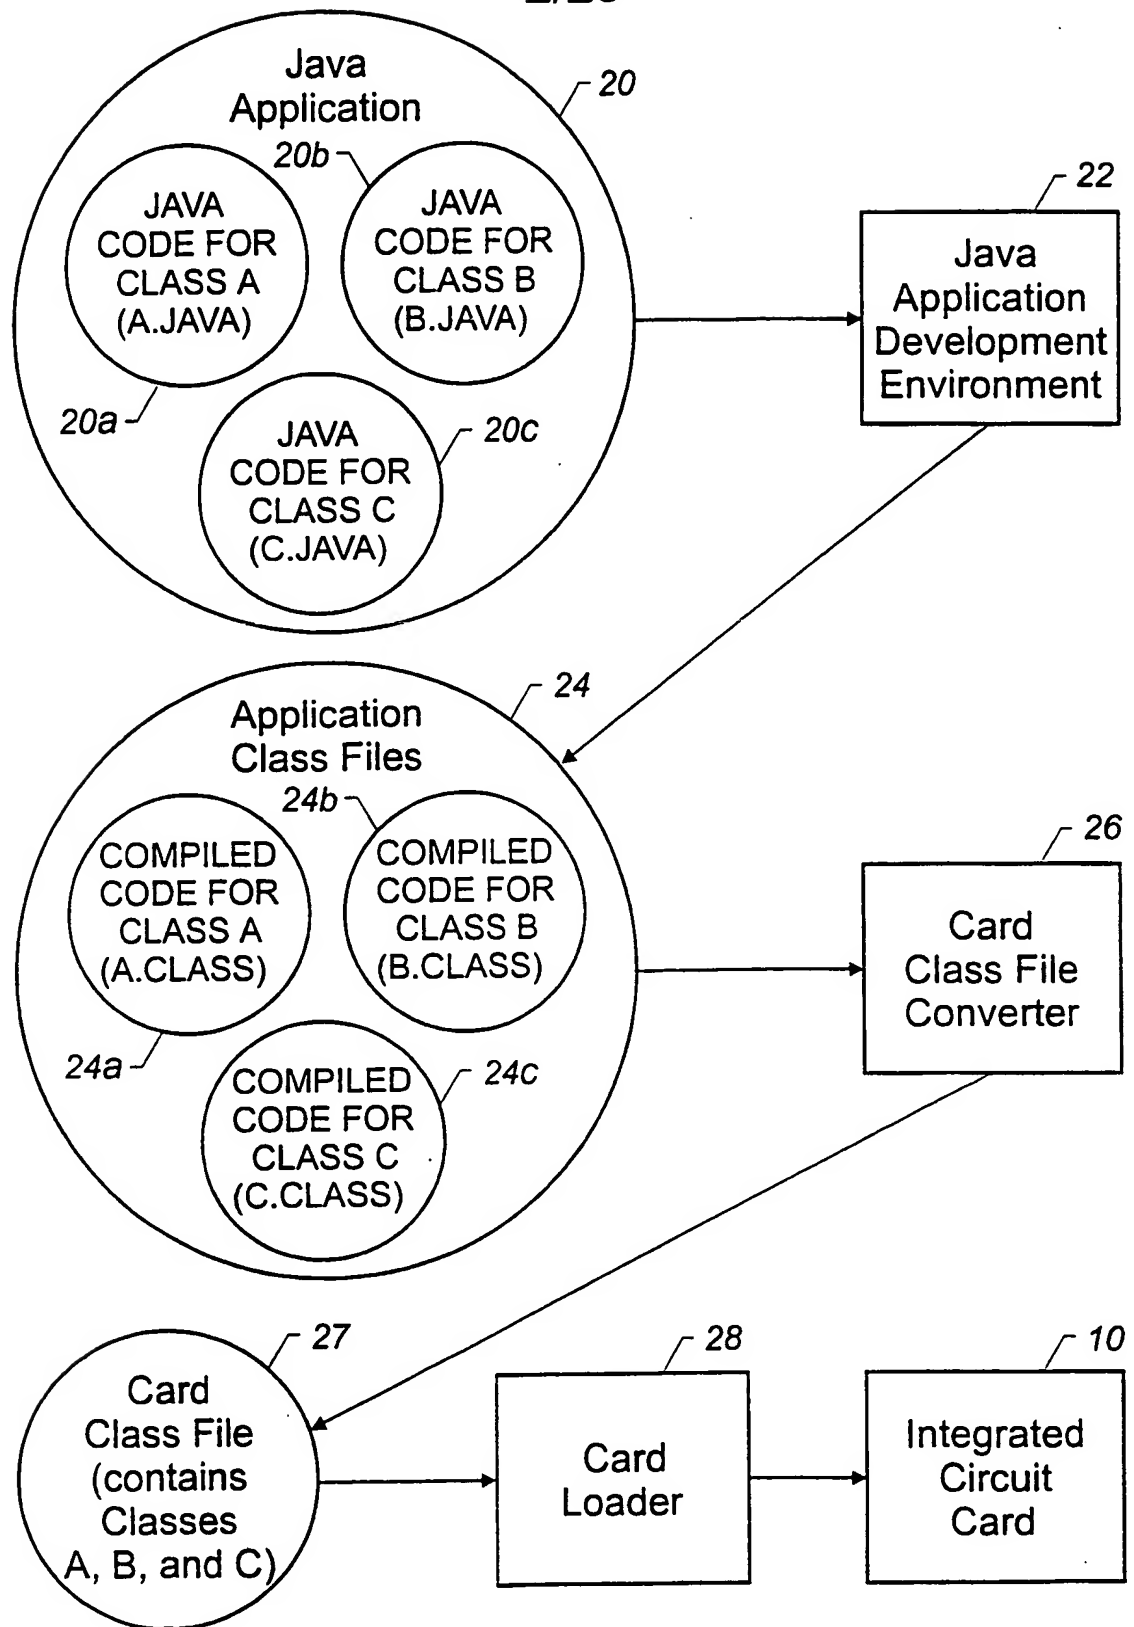 Java
Application
20
20b
JAVA
CODE FOR
CLASS A
(A.JAVA)
JAVA
CODE FOR
CLASS B
(B.JAVA)
20a
JAVA
CODE FOR
CLASS C
(C.JAVA)
20c
22
Java
Application
Development
Environment
Application
Class Files
24
24b
COMPILED
CODE FOR
CLASS A
(A.CLASS)
COMPILED
CODE FOR
CLASS B
(B.CLASS)
24a
COMPILED
CODE FOR
CLASS C
(C.CLASS)
24c
26
Card
Class File
Converter
27
Card
Class File
(contains
Classes
A, B, and C)
28
Card
Loader
10
Integrated
Circuit
Card